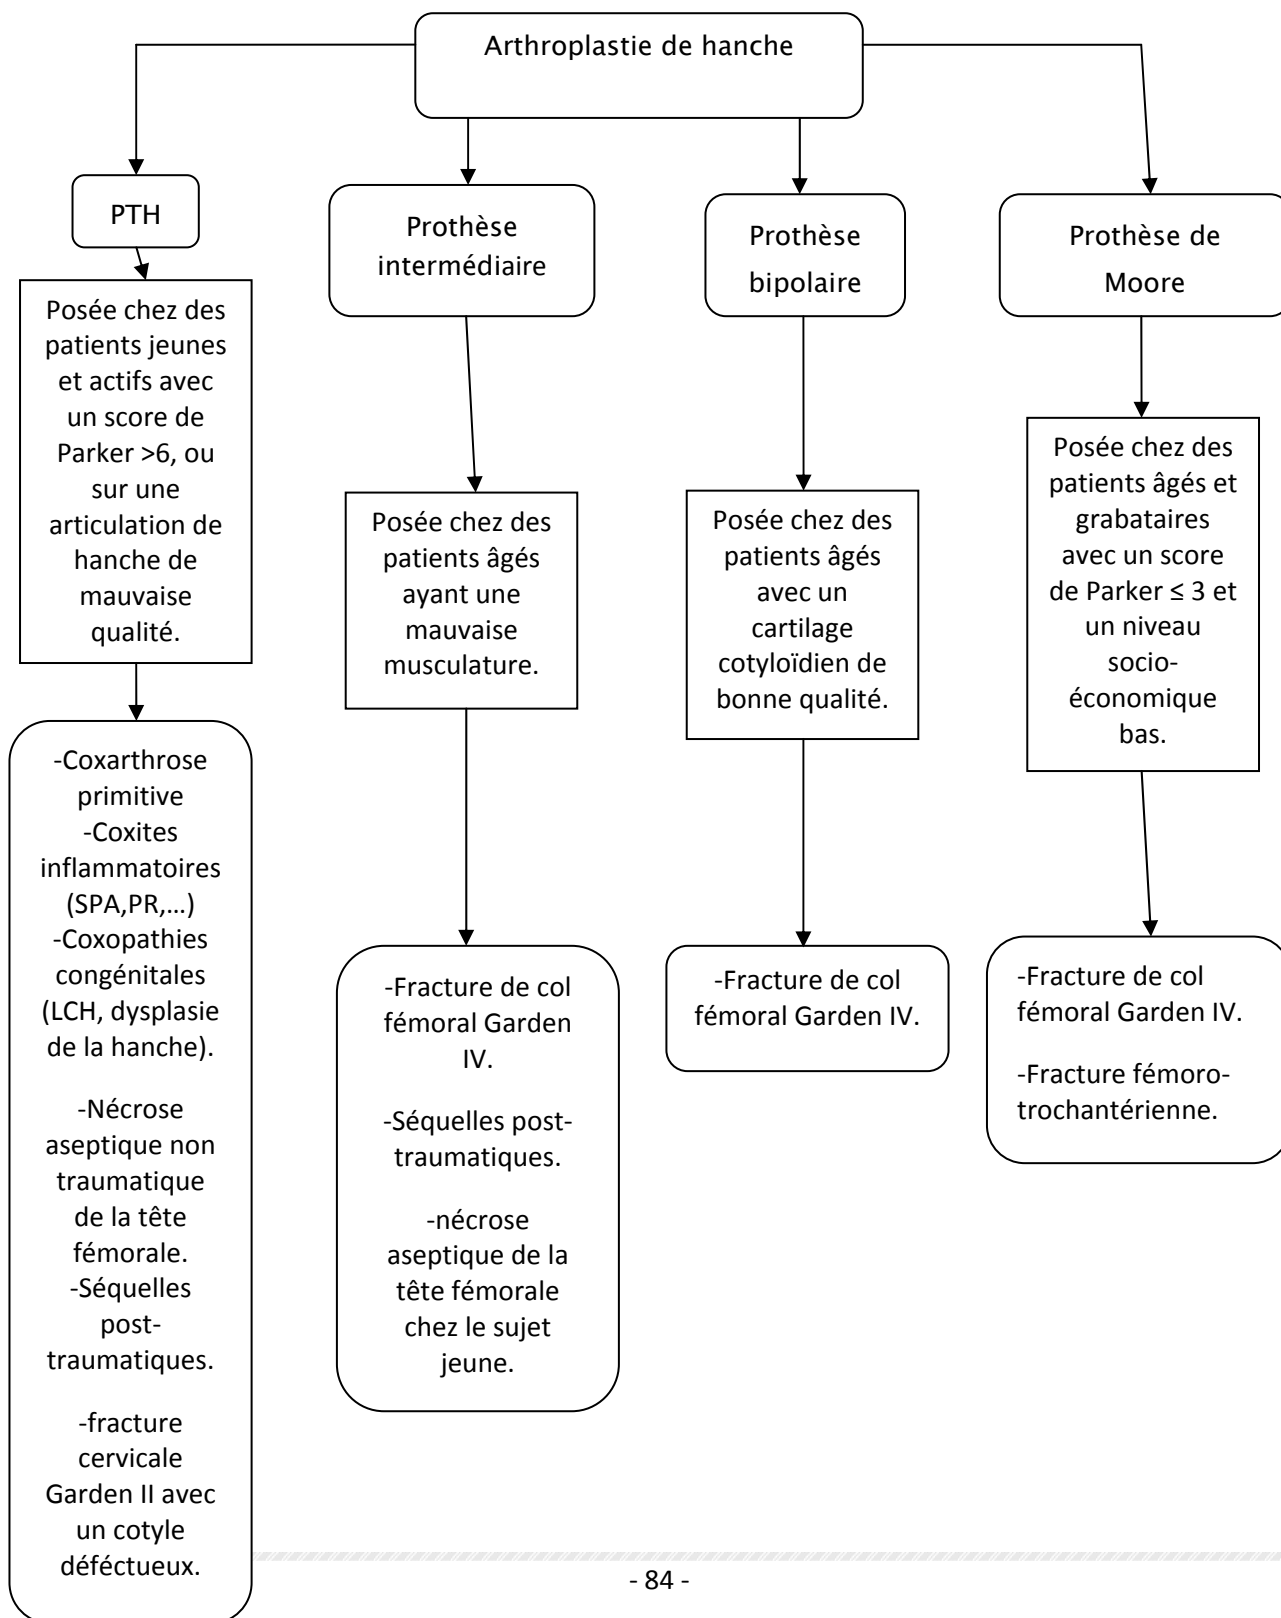 Arthroplastie de hanche
PTH
Posée chez des
patients jeunes
et actifs avec
un score de
Parker >6, ou
sur une
articulation de
hanche de
mauvaise
qualité.
-Coxarthrose
primitive
-Coxites
inflammatoires
(SPA,PR,...)
-Coxopathies
congénitales
(LCH, dysplasie
de la hanche).
-Nécrose
aseptique non
traumatique
de la tête
fémorale.
-Séquelles
post-
traumatiques.
-fracture
cervicale
Garden II avec
un cotyle
déféctueux.
Prothèse
intermédiaire
Posée chez des
patients âgés
ayant une
mauvaise
musculature.
-Fracture de col
fémoral Garden
IV.
-Séquelles post-
traumatiques.
-nécrose
aseptique de la
tête fémorale
chez le sujet
jeune.
Prothèse
bipolaire
Posée chez des
patients âgés
avec un
cartilage
cotyloïdien de
bonne qualité.
-Fracture de col
fémoral Garden IV.
Prothèse de
Moore
Posée chez des
patients âgés et
grabataires
avec un score
de Parker ≤ 3 et
un niveau
socio-
économique
bas.
-Fracture de col
fémoral Garden IV.
-Fracture fémoro-
trochantérienne.
- 84 -